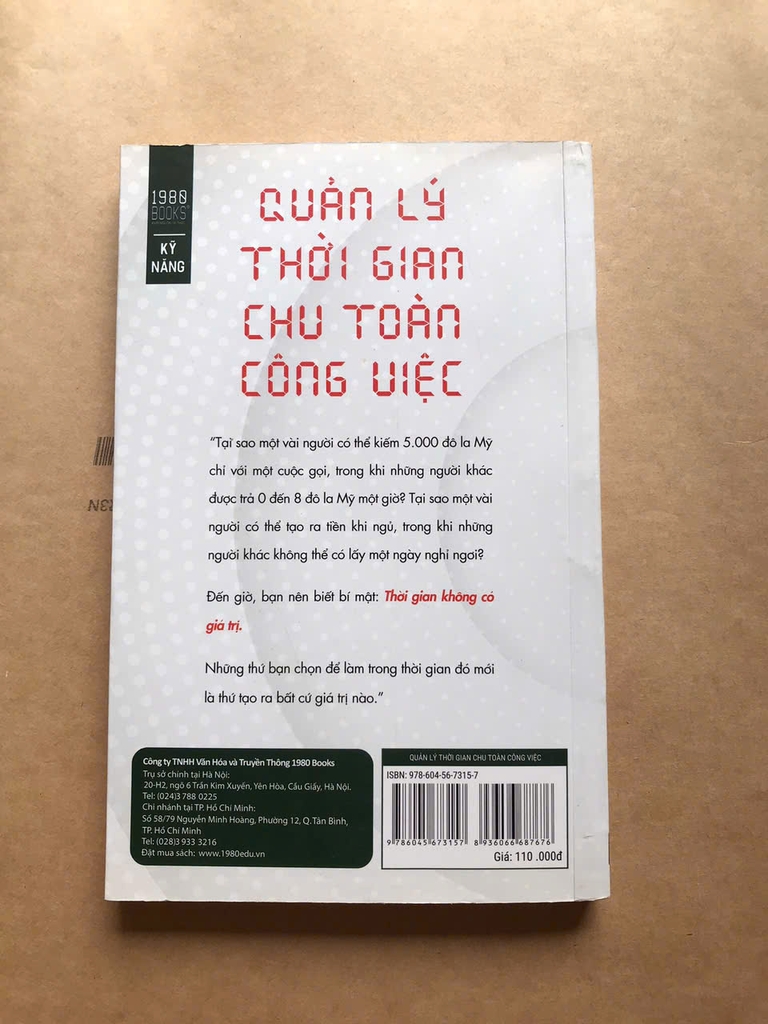 1980
BOOKS
KỸ
NĂNG
QUẢN LÝ
THỜI GIAN
CHU TOÀN
CÔNG VIỆC
“Tại sao một vài người có thể kiếm 5.000 đô la Mỹ
chỉ với một cuộc gọi, trong khi những người khác
được trả 0 đến 8 đô la Mỹ một giờ? Tại sao một vài
người có thể tạo ra tiền khi ngủ, trong khi những
người khác không thể có lấy một ngày nghỉ ngơi?
Đến giờ, bạn nên biết bí mật: Thời gian không có
giá trị.
Những thứ bạn chọn để làm trong thời gian đó mới
là thứ tạo ra bất cứ giá trị nào.”
Công ty TNHH Văn Hóa và Truyền Thông 1980 Books
Trụ sở chính tại Hà Nội:
20-H2, ngõ 6 Trần Kim Xuyến, Yên Hòa, Cầu Giấy, Hà Nội.
Tel: (024)3 788 0225
Chi nhánh tại TP. Hồ Chí Minh:
Số 58/79 Nguyễn Minh Hoàng, Phường 12, Q. Tân Bình,
TP. Hồ Chí Minh
Tel: (028)3 933 3216
Đặt mua sách: www.1980edu.vn
QUẢN LÝ THỜI GIAN CHU TOÀN CÔNG VIỆC
ISBN: 978-604-56-7315-7
9 786045 673157
8 936066 687676
Giá: 110 .000đ